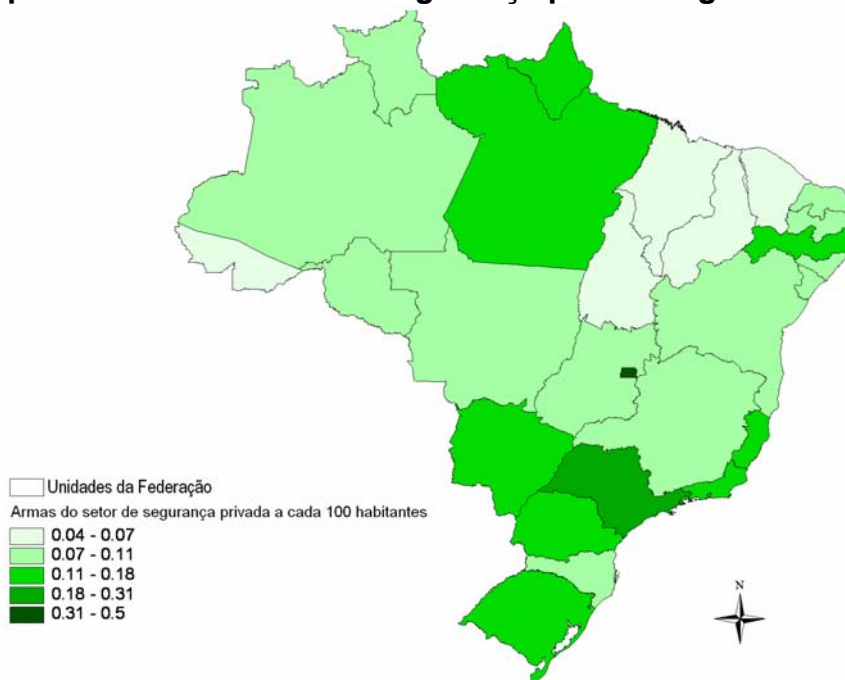 Unidades da Federação
Armas do setor de segurança privada a cada 100 habitantes
0.04 - 0.07
0.07 - 0.11
0.11 - 0.18
0.18 - 0.31
0.31 - 0.5
N